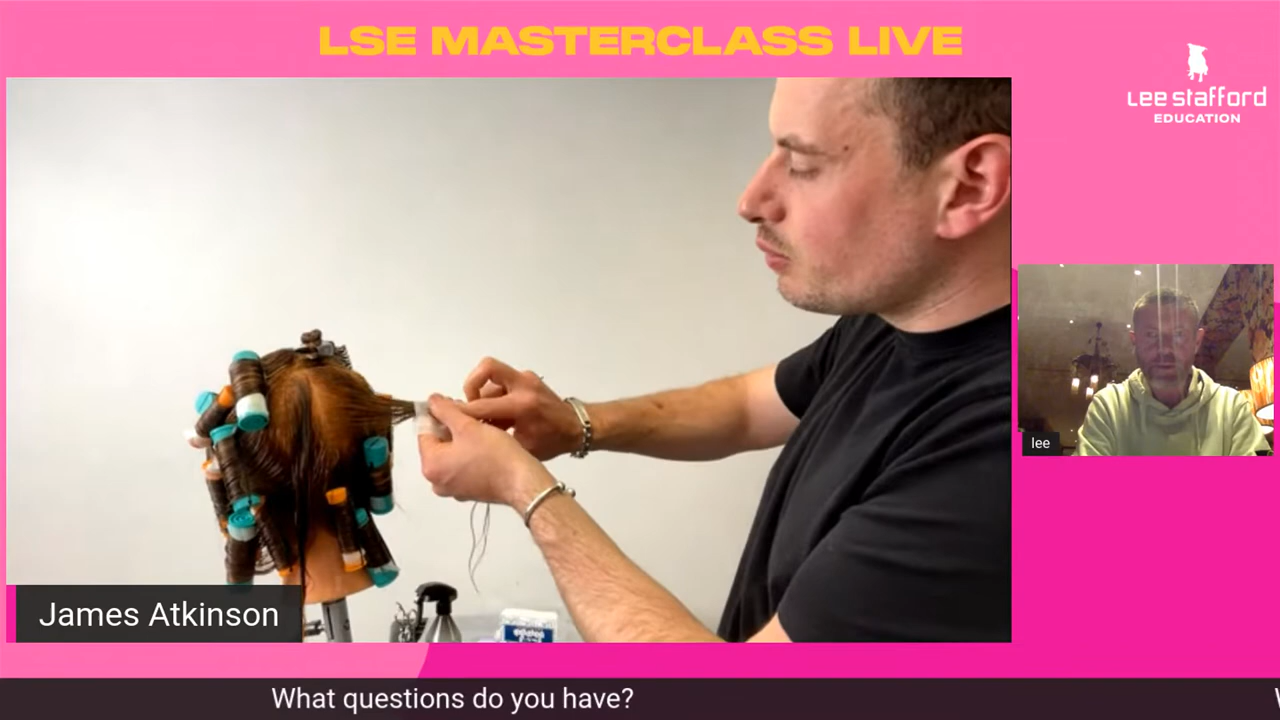 LSE MASTERCLASS LIVE
Lee Stafford
EDUCATION
lee
James Atkinson
What questions do you have?